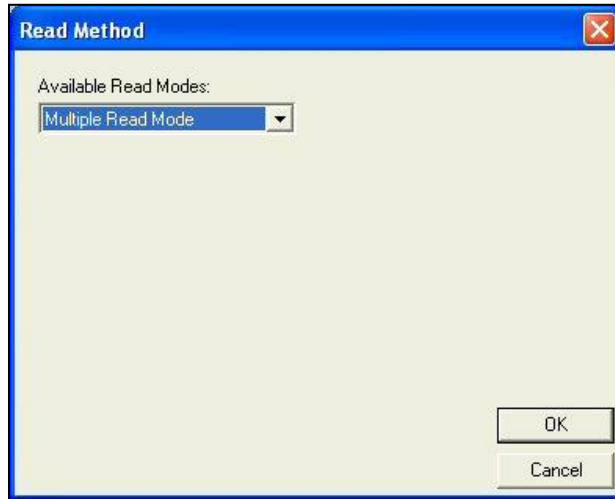 Read Method
Available Read Modes:
Multiple Read Mode
OK
Cancel